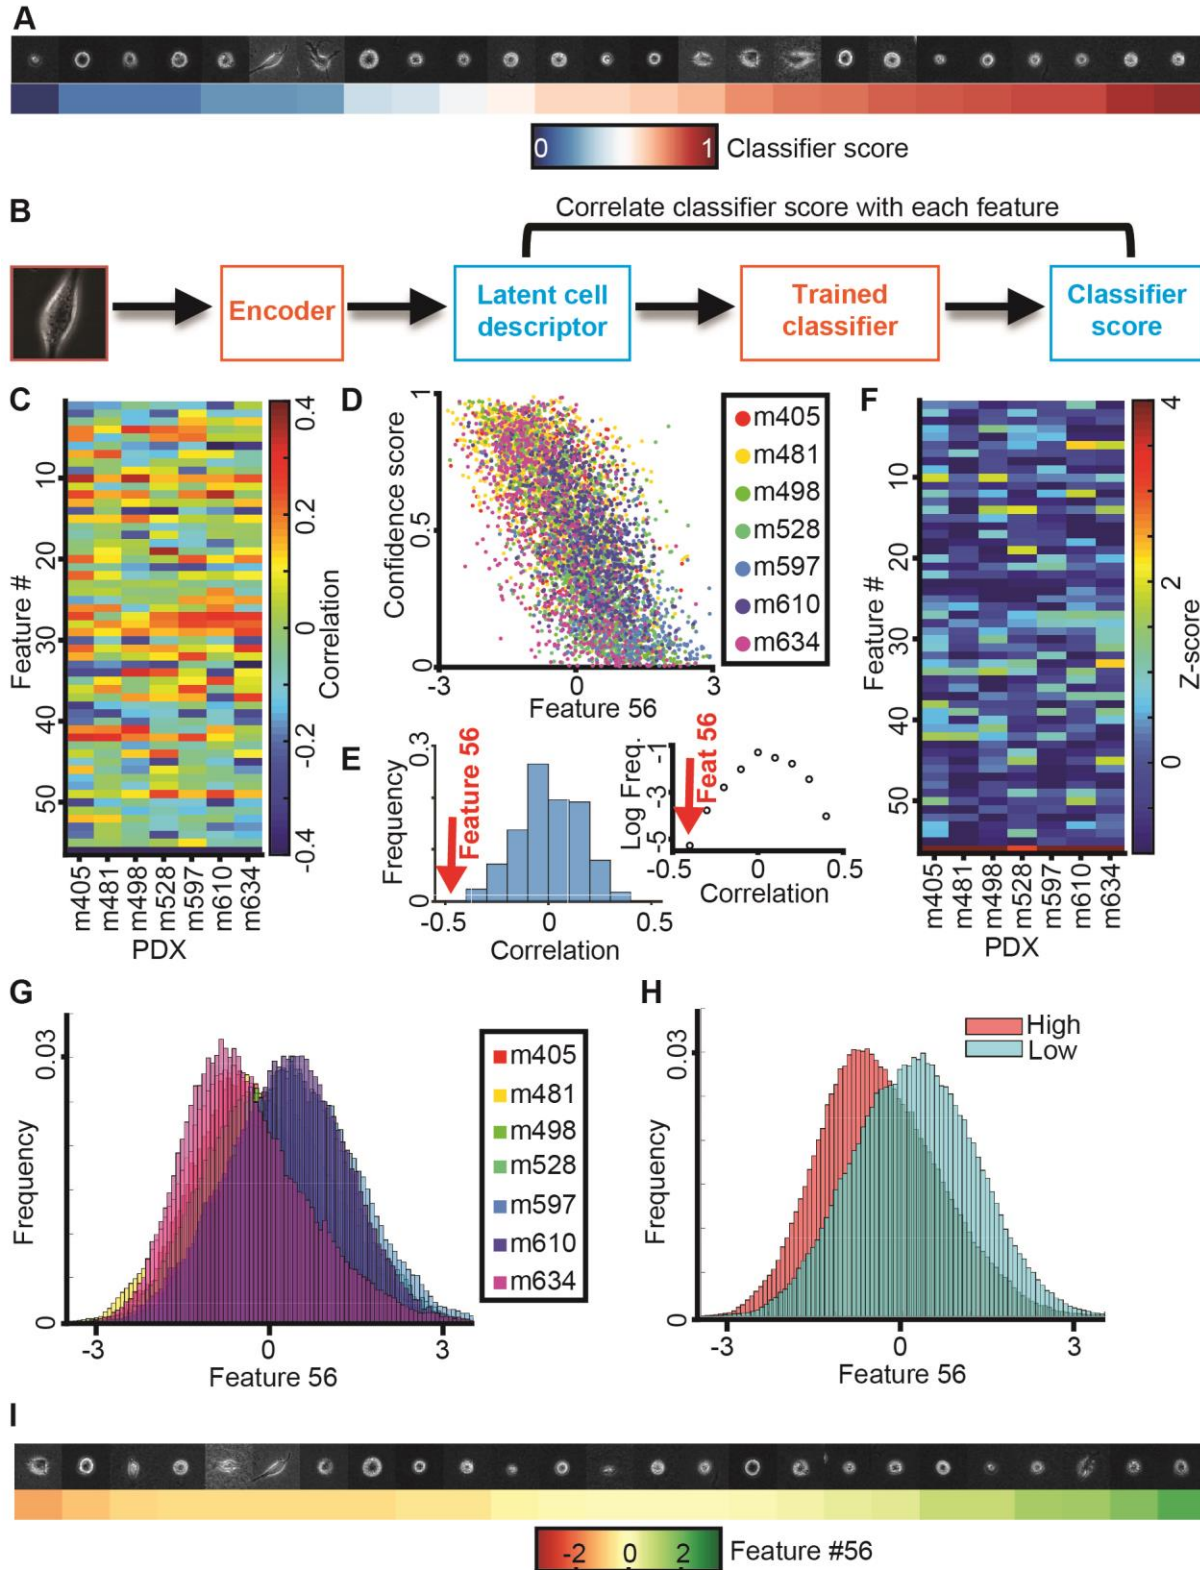 A
0 1 Classifier score
B
Correlate classifier score with each feature
Encoder
Latent cell
descriptor
Trained
classifier
Classifier
score
C
Feature #
10
20
30
40
50
m405
m481
m498
m528
m597
m610
m634
PDX
0.4
0.2
0
-0.2
-0.4
Correlation
D
Confidence score
1
0.5
0
-3 0 3
Feature 56
m405
m481
m498
m528
m597
m610
m634
E
Frequency
0.3
0
Feature 56
-0.5 0 0.5
Correlation
Log Freq.
-1
-3
-5
Feat 56
0 0.5
Correlation
F
Feature #
10
20
30
40
50
m405
m481
m498
m528
m597
m610
m634
PDX
4
2
0
Z-score
G
Frequency
0.03
0
-3 0 3
Feature 56
m405
m481
m498
m528
m597
m610
m634
H
High
Low
Frequency
0.03
0
-3 0 3
Feature 56
I
-2 0 2 Feature #56